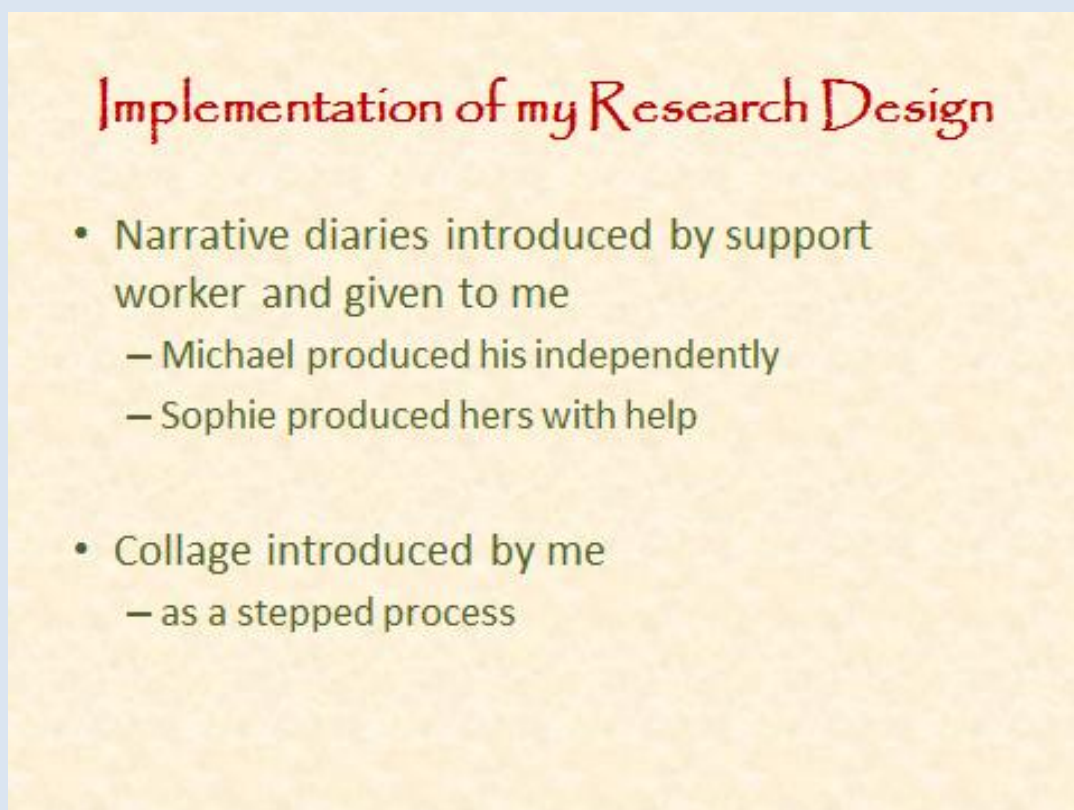 Implementation of my Research Design
• Narrative diaries introduced by support
worker and given to me
– Michael produced his independently
– Sophie produced hers with help
• Collage introduced by me
– as a stepped process